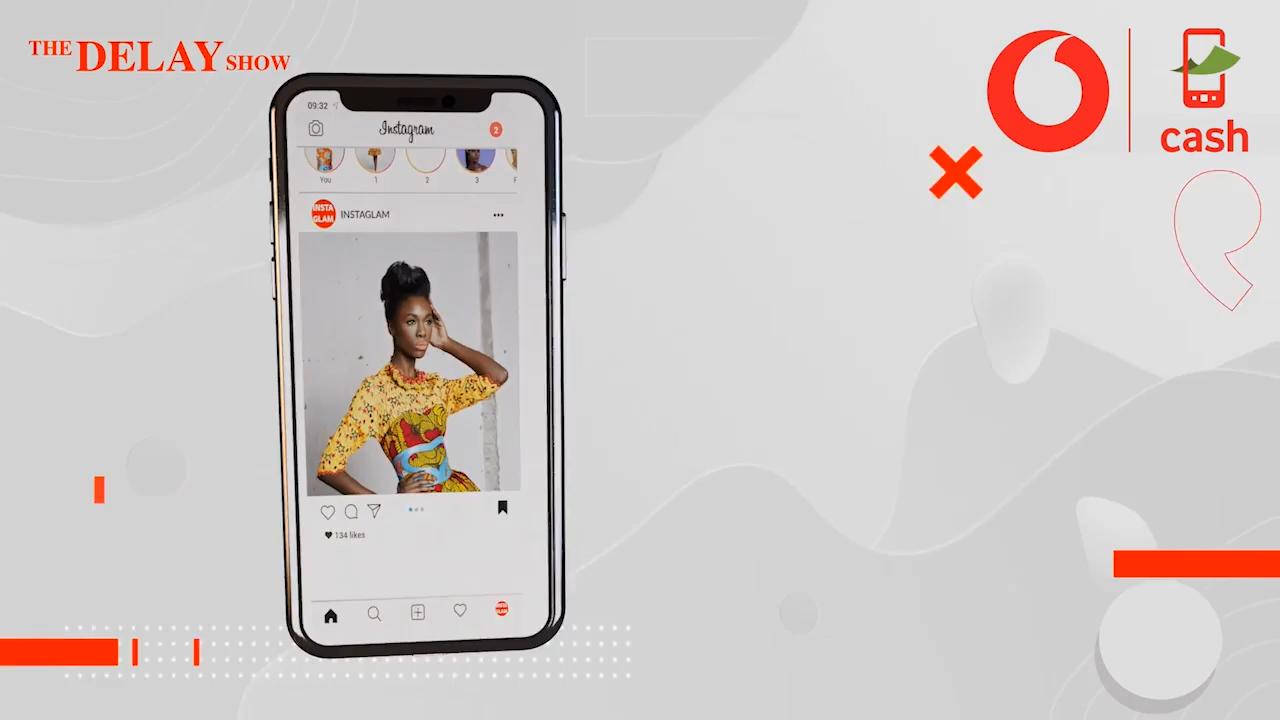 THE DELAY SHOW
cash
09:32
Instagram
2
You 1 2 3 F
INSTA
GLAM
INSTAGLAM
134 likes